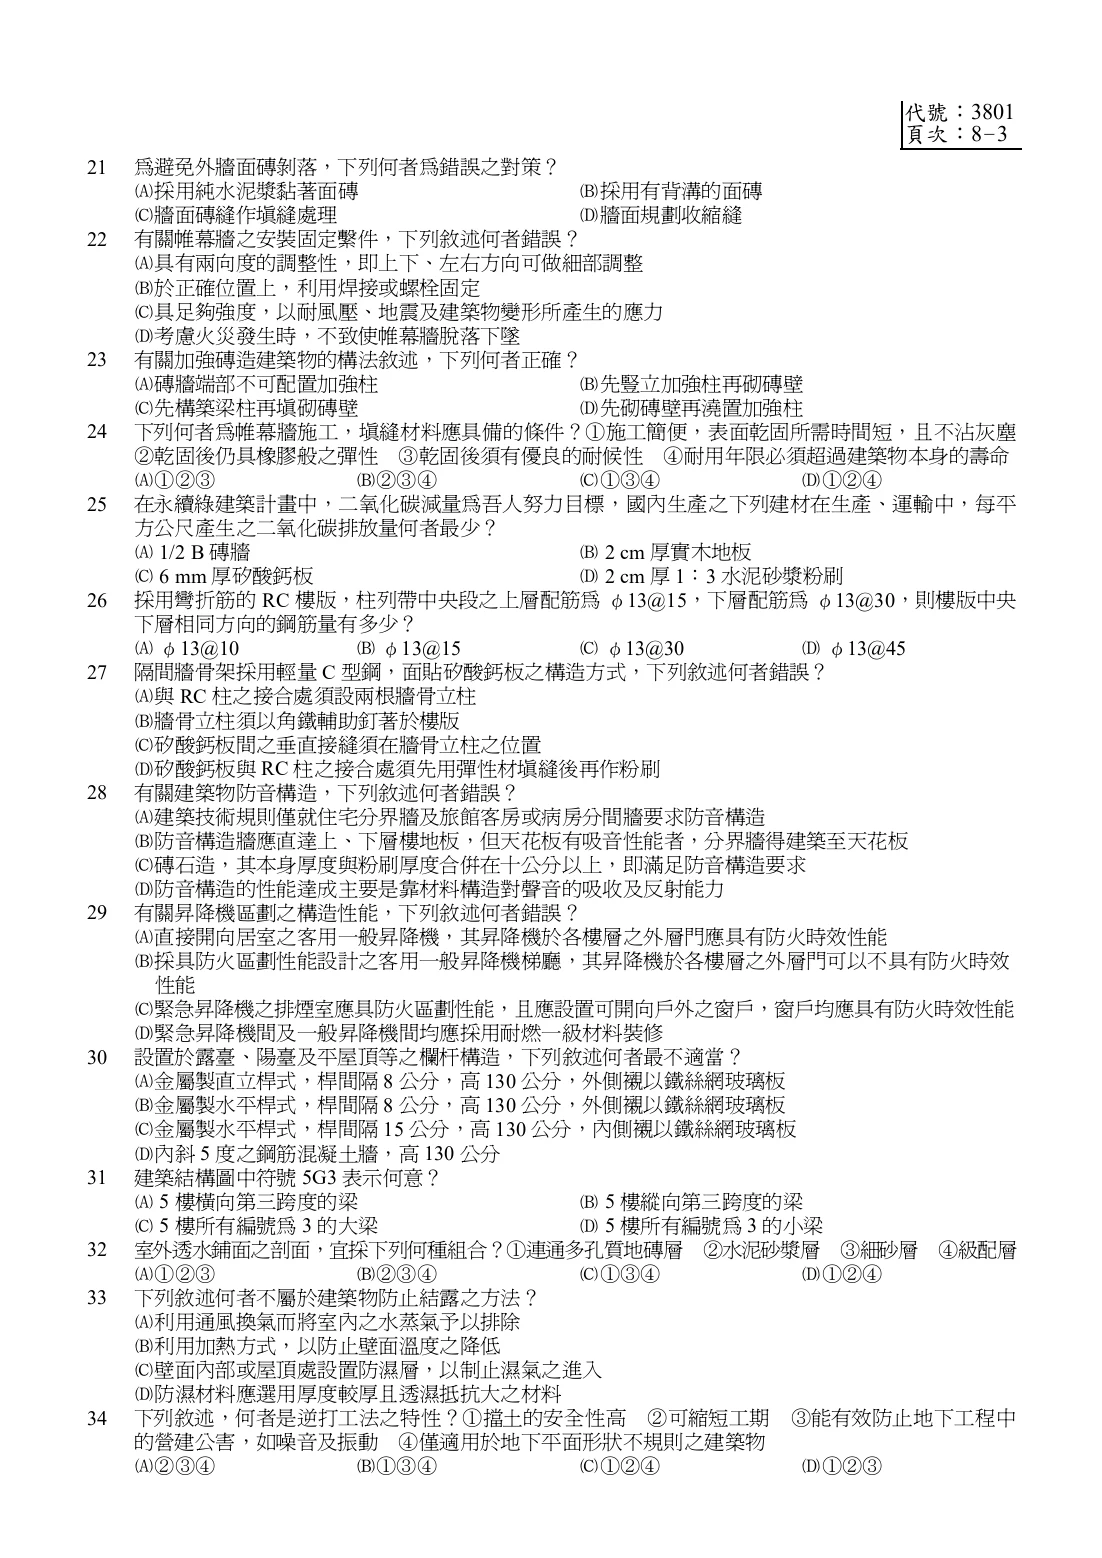 代號：3801
頁次：8－3
21 為避免外牆面磚剝落，下列何者為錯誤之對策？
(A)採用純水泥漿黏著面磚 (B)採用有背溝的面磚
(C)牆面磚縫作填縫處理 (D)牆面規劃收縮縫
22 有關帷幕牆之安裝固定繫件，下列敘述何者錯誤？
(A)具有兩向度的調整性，即上下、左右方向可做細部調整
(B)於正確位置上，利用焊接或螺栓固定
(C)具足夠強度，以耐風壓、地震及建築物變形所產生的應力
(D)考慮火災發生時，不致使帷幕牆脫落下墜
23 有關加強磚造建築物的構法敘述，下列何者正確？
(A)磚牆端部不可配置加強柱 (B)先豎立加強柱再砌磚壁
(C)先構築梁柱再填砌磚壁 (D)先砌磚壁再澆置加強柱
24 下列何者為帷幕牆施工，填縫材料應具備的條件？①施工簡便，表面乾固所需時間短，且不沾灰塵
②乾固後仍具橡膠般之彈性 ③乾固後須有優良的耐候性 ④耐用年限必須超過建築物本身的壽命
(A)①②③ (B)②③④ (C)①③④ (D)①②④
25 在永續綠建築計畫中，二氧化碳減量為吾人努力目標，國內生產之下列建材在生產、運輸中，每平
方公尺產生之二氧化碳排放量何者最少？
(A) 1/2 B 磚牆 (B) 2 cm 厚實木地板
(C) 6 mm 厚矽酸鈣板 (D) 2 cm 厚 1：3 水泥砂漿粉刷
26 採用彎折筋的 RC 樓版，柱列帶中央段之上層配筋為 φ13@15，下層配筋為 φ13@30，則樓版中央
下層相同方向的鋼筋量有多少？
(A) φ13@10 (B) φ13@15 (C) φ13@30 (D) φ13@45
27 隔間牆骨架採用輕量 C 型鋼，面貼矽酸鈣板之構造方式，下列敘述何者錯誤？
(A)與 RC 柱之接合處須設兩根牆骨立柱
(B)牆骨立柱須以角鐵輔助釘著於樓版
(C)矽酸鈣板間之垂直接縫須在牆骨立柱之位置
(D)矽酸鈣板與 RC 柱之接合處須先用彈性材填縫後再作粉刷
28 有關建築物防音構造，下列敘述何者錯誤？
(A)建築技術規則僅就住宅分界牆及旅館客房或病房分間牆要求防音構造
(B)防音構造牆應直達上、下層樓地板，但天花板有吸音性能者，分界牆得建築至天花板
(C)磚石造，其本身厚度與粉刷厚度合併在十公分以上，即滿足防音構造要求
(D)防音構造的性能達成主要是靠材料構造對聲音的吸收及反射能力
29 有關昇降機區劃之構造性能，下列敘述何者錯誤？
(A)直接開向居室之客用一般昇降機，其昇降機於各樓層之外層門應具有防火時效性能
(B)採具防火區劃性能設計之客用一般昇降機梯廳，其昇降機於各樓層之外層門可以不具有防火時效
性能
(C)緊急昇降機之排煙室應具防火區劃性能，且應設置可開向戶外之窗戶，窗戶均應具有防火時效性能
(D)緊急昇降機間及一般昇降機間均應採用耐燃一級材料裝修
30 設置於露臺、陽臺及平屋頂等之欄杆構造，下列敘述何者最不適當？
(A)金屬製直立桿式，桿間隔 8 公分，高 130 公分，外側襯以鐵絲網玻璃板
(B)金屬製水平桿式，桿間隔 8 公分，高 130 公分，外側襯以鐵絲網玻璃板
(C)金屬製水平桿式，桿間隔 15 公分，高 130 公分，內側襯以鐵絲網玻璃板
(D)內斜 5 度之鋼筋混凝土牆，高 130 公分
31 建築結構圖中符號 5G3 表示何意？
(A) 5 樓橫向第三跨度的梁 (B) 5 樓縱向第三跨度的梁
(C) 5 樓所有編號為 3 的大梁 (D) 5 樓所有編號為 3 的小梁
32 室外透水鋪面之剖面，宜採下列何種組合？①連通多孔質地磚層 ②水泥砂漿層 ③細砂層 ④級配層
(A)①②③ (B)②③④ (C)①③④ (D)①②④
33 下列敘述何者不屬於建築物防止結露之方法？
(A)利用通風換氣而將室內之水蒸氣予以排除
(B)利用加熱方式，以防止壁面溫度之降低
(C)壁面內部或屋頂處設置防濕層，以制止濕氣之進入
(D)防濕材料應選用厚度較厚且透濕抵抗大之材料
34 下列敘述，何者是逆打工法之特性？①擋土的安全性高 ②可縮短工期 ③能有效防止地下工程中
的營建公害，如噪音及振動 ④僅適用於地下平面形狀不規則之建築物
(A)②③④ (B)①③④ (C)①②④ (D)①②③